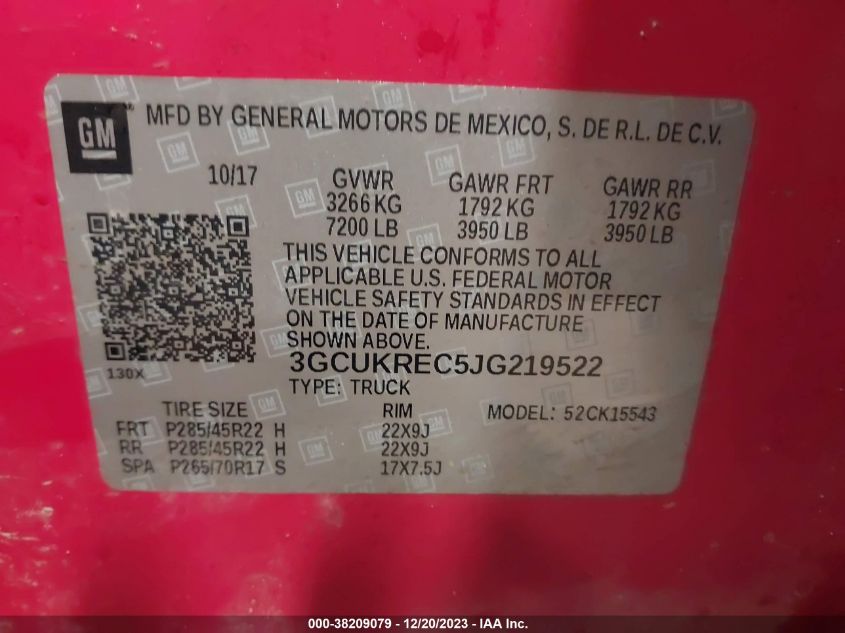 GM MFD BY GENERAL MOTORS DE MEXICO, S. DE R.L. DE C.V.
10/17 GVWR GAWR FRT GAWR RR
3266 KG 1792 KG 1792 KG
7200 LB 3950 LB 3950 LB
THIS VEHICLE CONFORMS TO ALL
APPLICABLE U.S. FEDERAL MOTOR
VEHICLE SAFETY STANDARDS IN EFFECT
ON THE DATE OF MANUFACTURE
SHOWN ABOVE.
3GCUKREC5JG219522
130X
TYPE: TRUCK
TIRE SIZE RIM MODEL: 52CK15543
FRT P285/45R22 H 22X9J
RR P285/45R22 H 22X9J
SPA P265/70R17 S 17X7.5J
000-38209079 — 12/20/2023 — IAA Inc.